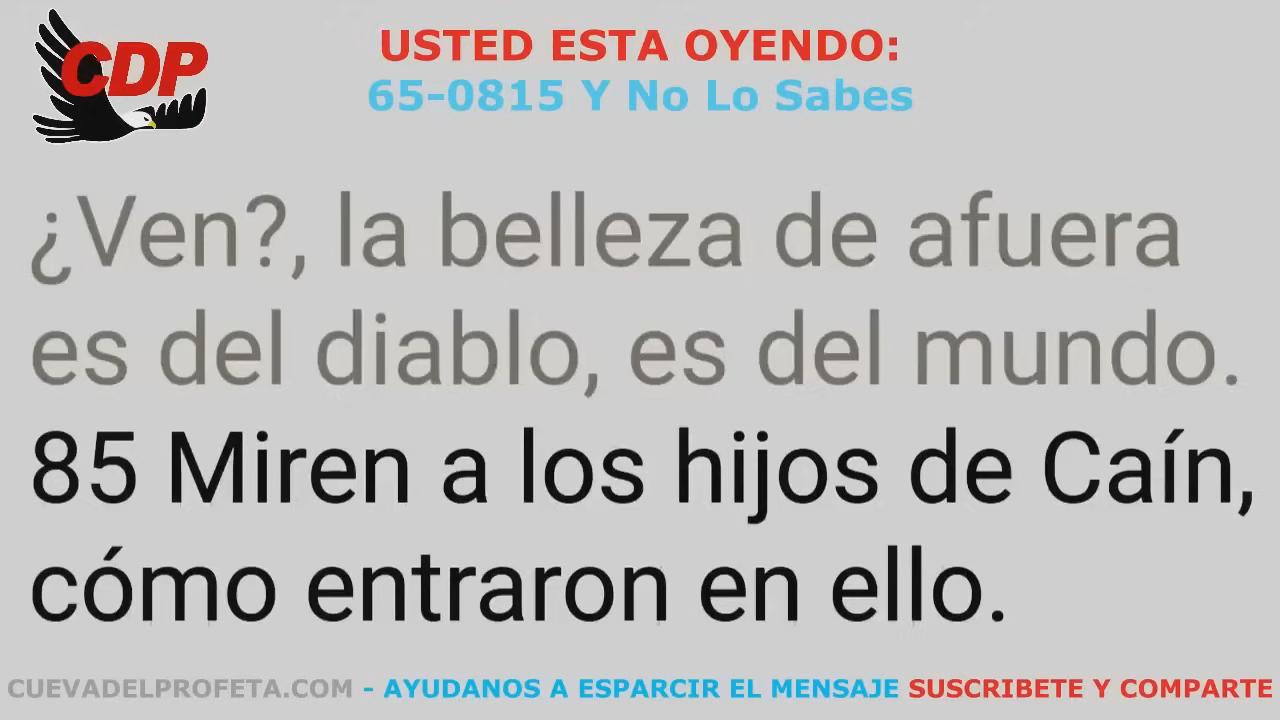 CDP
USTED ESTA OYENDO:
65-0815 Y No Lo Sabes
¿Ven?, la belleza de afuera
es del diablo, es del mundo.
85 Miren a los hijos de Caín,
cómo entraron en ello.
CUEVADELPROFETA.COM - AYUDANOS A ESPARCIR EL MENSAJE SUSCRIBETE Y COMPARTE